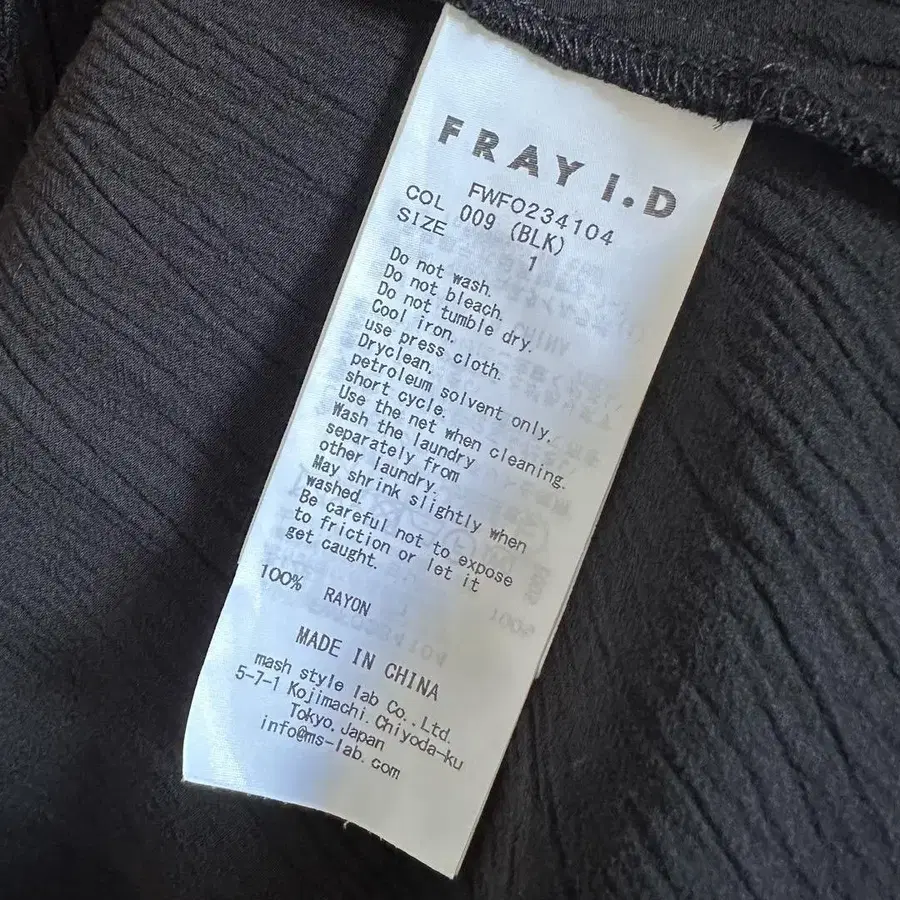 FRAY I.D
FWFO234104
COL 009 (BLK)
SIZE 1
Do not wash.
Do not bleach.
Do not tumble dry.
Cool iron.
use press cloth.
Dryclean.
petroleum solvent only.
short cycle.
Use the net when cleaning.
Wash the laundry
separately from
other laundry.
May shrink slightly when
washed.
Be careful not to expose
to friction or let it
get caught.
100% RAYON
MADE IN CHINA
mash style lab Co.,Ltd.
5-7-1 Kojimachi.Chiyoda-ku
Tokyo.Japan
info@ms-lab.com